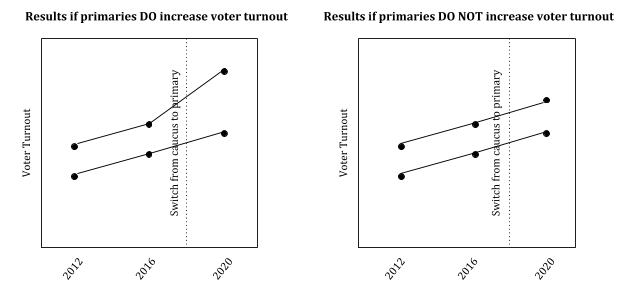 Results if primaries DO increase voter turnout
Voter Turnout
Switch from caucus to primary
2012
2016
2020
Results if primaries DO NOT increase voter turnout
Voter Turnout
Switch from caucus to primary
2012
2016
2020